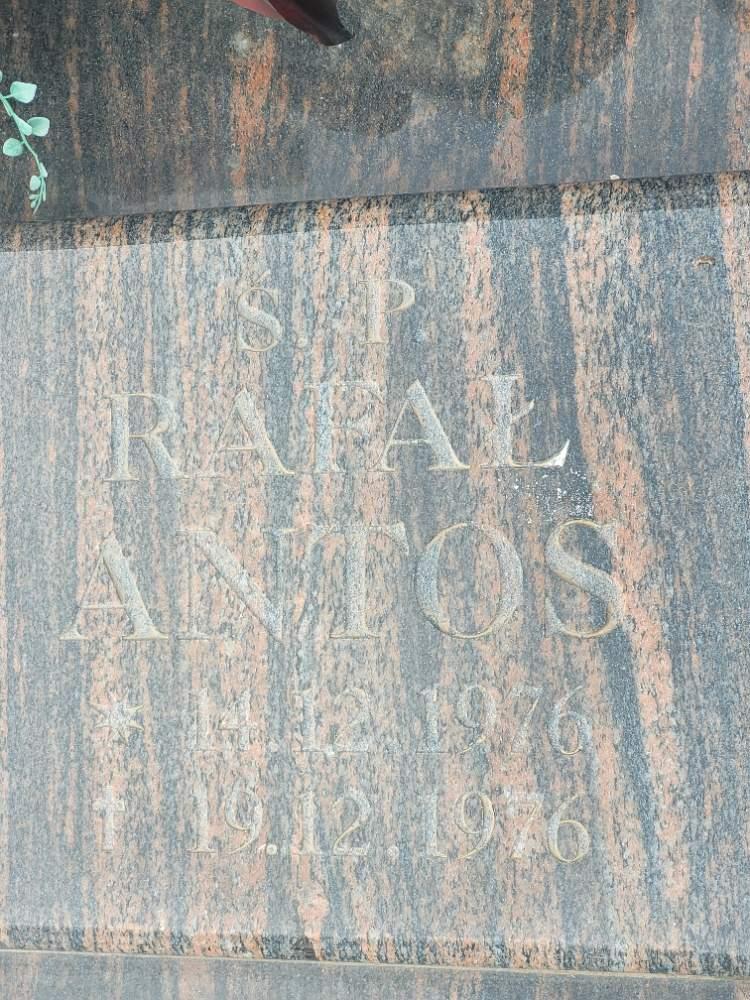 Ś. P.
RAFAŁ
ANTOS
* 14.12.1976
† 19.12.1976